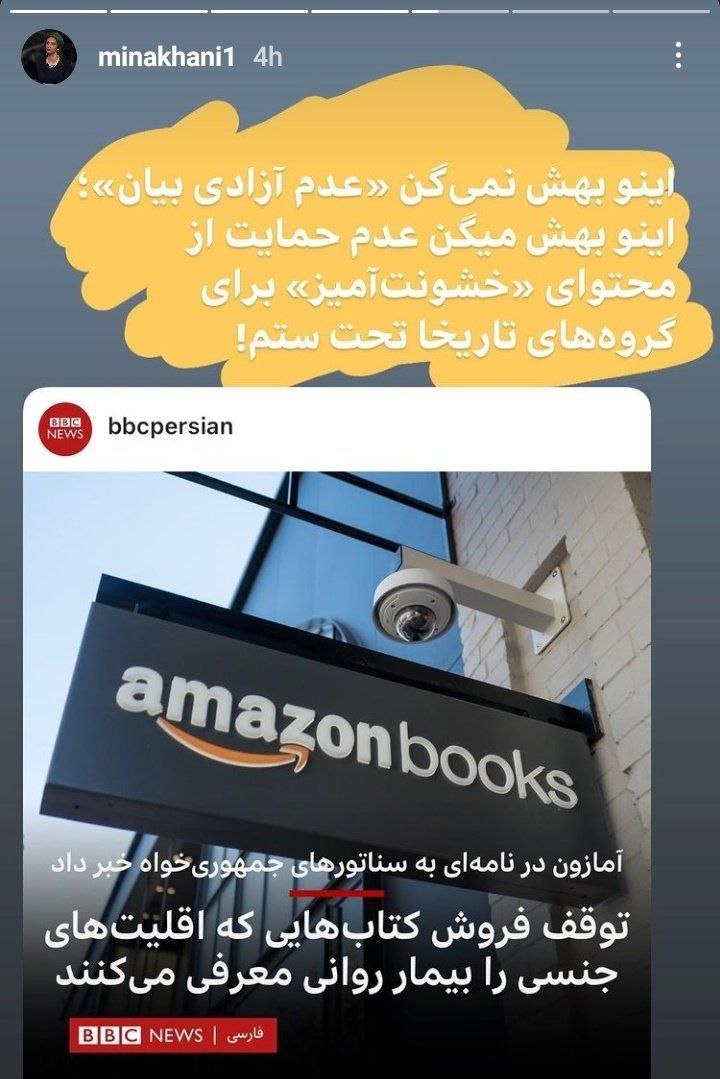 minakhani1 4h
اینو بهش نمی‌گن «عدم آزادی بیان»؛
اینو بهش میگن عدم حمایت از
محتوای «خشونت‌آمیز» برای
گروه‌های تاریخا تحت ستم!
BBC NEWS
bbcpersian
amazonbooks
آمازون در نامه‌ای به سناتورهای جمهوری‌خواه خبر داد
توقف فروش کتاب‌هایی که اقلیت‌های
جنسی را بیمار روانی معرفی می‌کنند
BBC NEWS | فارسی